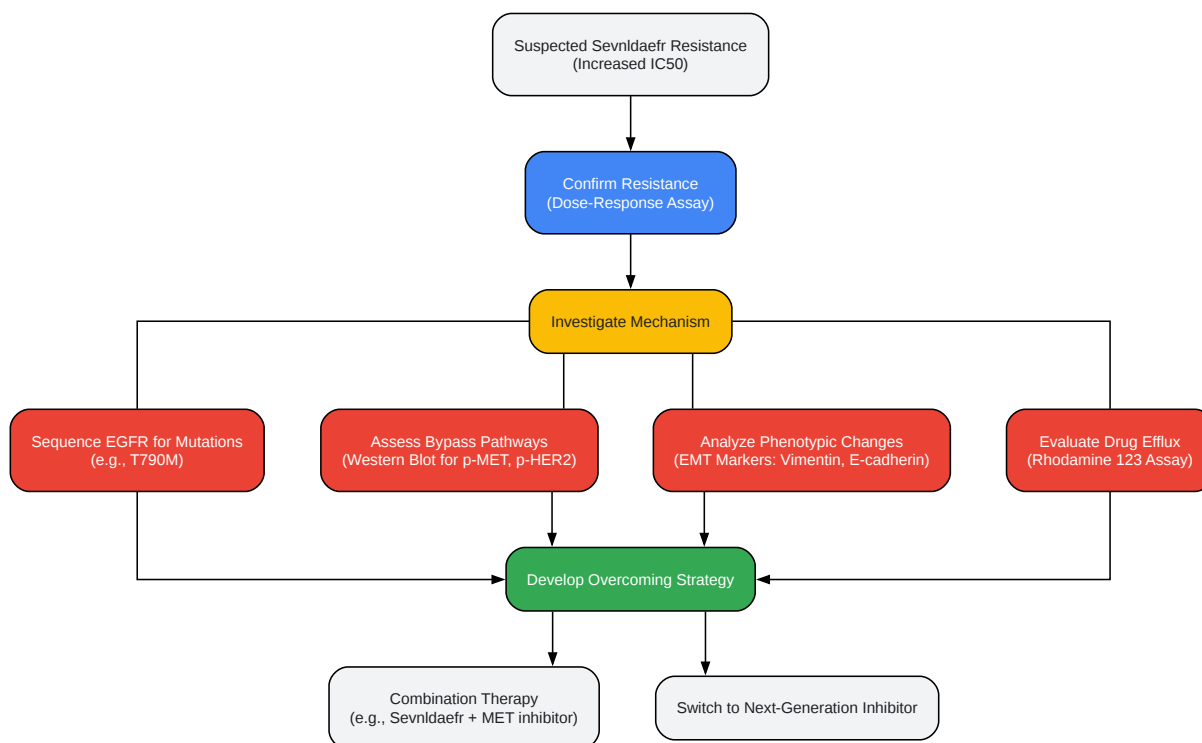 Suspected Sevnldaefr Resistance
(Increased IC50)
Confirm Resistance
(Dose-Response Assay)
Investigate Mechanism
Sequence EGFR for Mutations
(e.g., T790M)
Assess Bypass Pathways
(Western Blot for p-MET, p-HER2)
Analyze Phenotypic Changes
(EMT Markers: Vimentin, E-cadherin)
Evaluate Drug Efflux
(Rhodamine 123 Assay)
Develop Overcoming Strategy
Combination Therapy
(e.g., Sevnldaefr + MET inhibitor)
Switch to Next-Generation Inhibitor